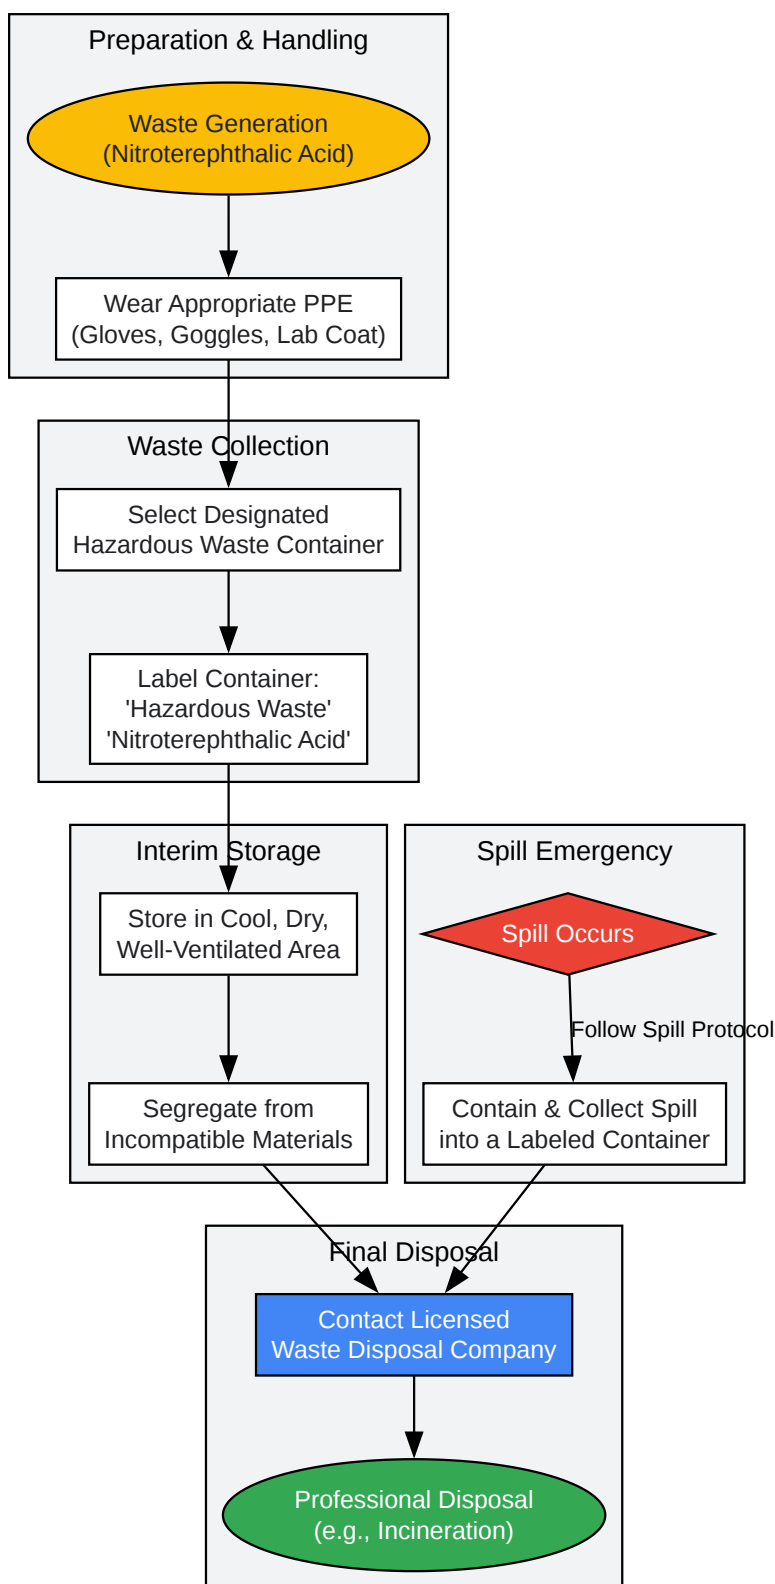 Preparation & Handling
Waste Generation
(Nitroterephthalic Acid)
Wear Appropriate PPE
(Gloves, Goggles, Lab Coat)
Waste Collection
Select Designated
Hazardous Waste Container
Label Container:
'Hazardous Waste'
'Nitroterephthalic Acid'
Interim Storage
Store in Cool, Dry,
Well-Ventilated Area
Segregate from
Incompatible Materials
Spill Emergency
Spill Occurs
Follow Spill Protocol
Contain & Collect Spill
into a Labeled Container
Final Disposal
Contact Licensed
Waste Disposal Company
Professional Disposal
(e.g., Incineration)